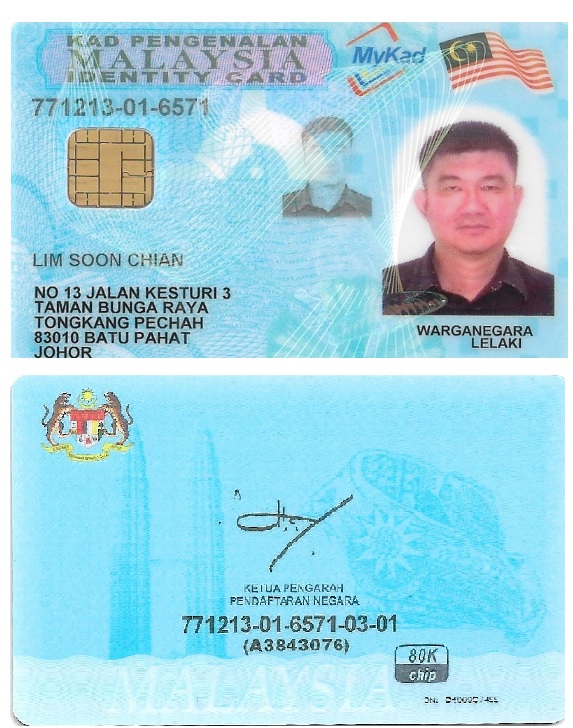 KAD PENGENALAN
MALAYSIA
IDENTITY CARD
MyKad
771213-01-6571
LIM SOON CHIAN
NO 13 JALAN KESTURI 3
TAMAN BUNGA RAYA
TONGKANG PECHAH
83010 BATU PAHAT
JOHOR
WARGANEGARA
LELAKI
KETUA PENGARAH
PENDAFTARAN NEGARA
771213-01-6571-03-01
(A3843076)
80K
chip
MALAYSIA